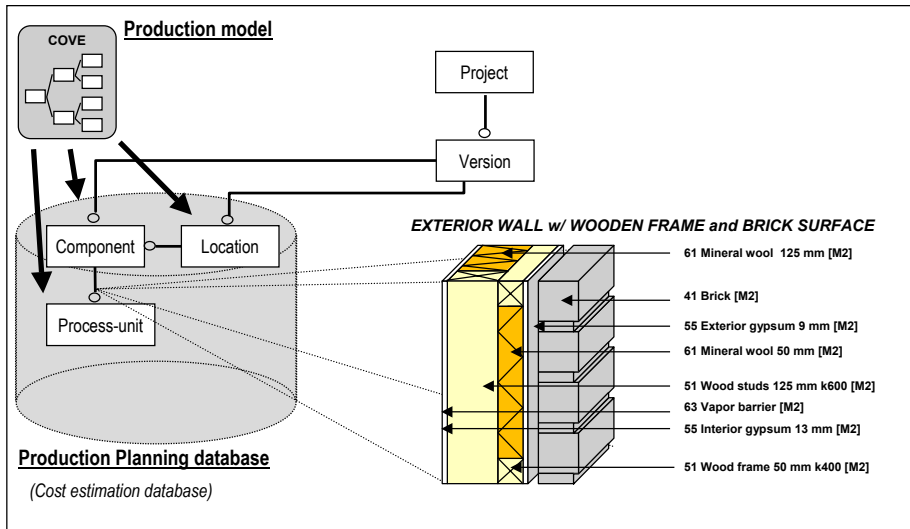 Production model
COVE
Project
Version
Component
Location
Process-unit
Production Planning database
(Cost estimation database)
EXTERIOR WALL w/ WOODEN FRAME and BRICK SURFACE
61 Mineral wool  125 mm [M2]
41 Brick [M2]
55 Exterior gypsum 9 mm [M2]
61 Mineral wool 50 mm [M2]
51 Wood studs 125 mm k600 [M2]
63 Vapor barrier [M2]
55 Interior gypsum 13 mm [M2]
51 Wood frame 50 mm k400 [M2]